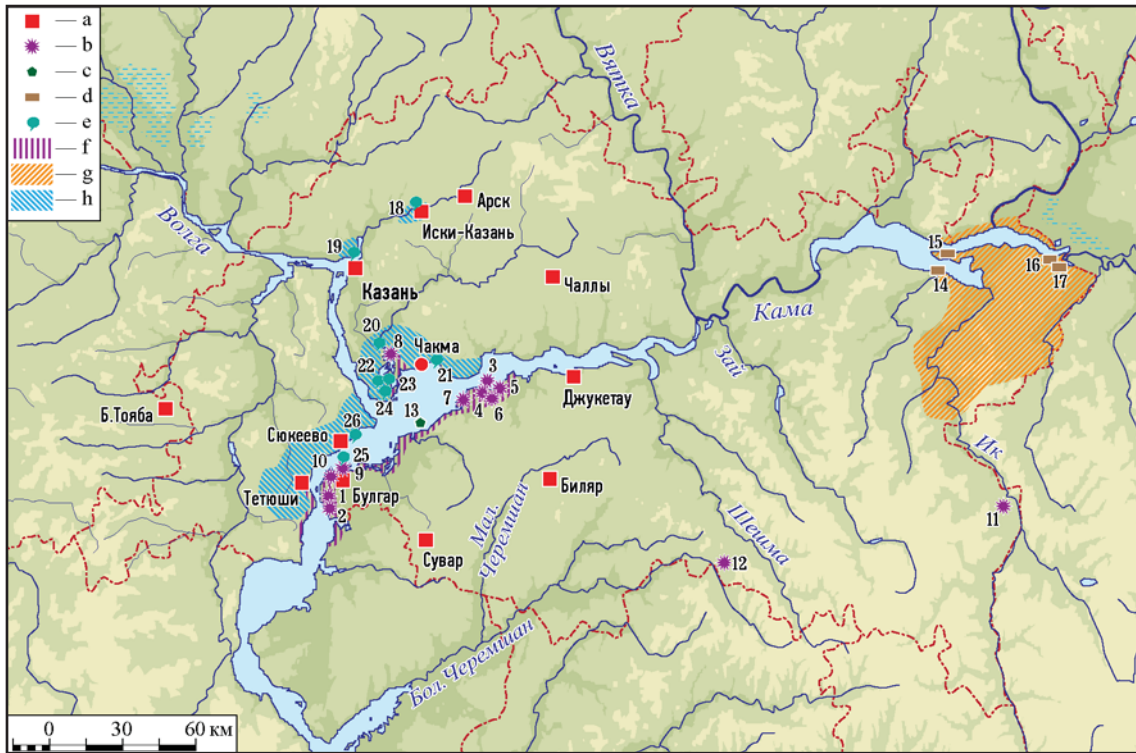 — a
— b
— c
— d
— e
— f
— g
— h
Вятка
Волга
18
Арск
Иски-Казань
19
Казань
Чаллы
15
16
14
17
Кама
20
8
Чакма
21
3
5
22
23
7
4
6
24
Зай
Джукетау
13
Б.Тояба
26
Сюкеево
25
10
9
Тетюши
1
Булгар
2
Биляр
Ик
11
Мал.
Черемшан
Шешма
Сувар
12
Бол. Черемшан
0 30 60 км